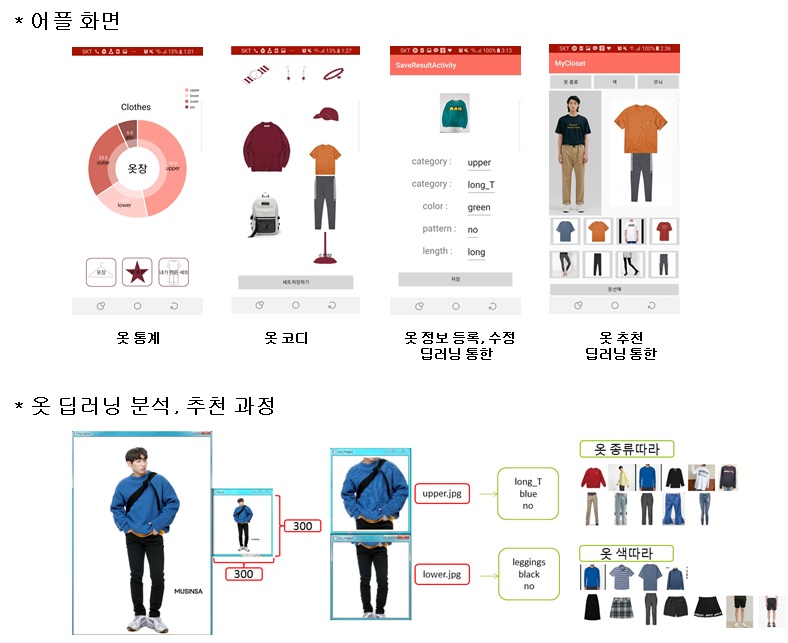 * 어플 화면
SKT 15% 1:01
SKT 13% 1:27
SKT 100% 3:13
SKT 100% 2:36
Clothes
upper
lower
outer
옷장
outer
upper
lower
옷장
내가 만든 세트
세트저장하기
SaveResultActivity
category : upper
category : long_T
color : green
pattern : no
length : long
저장
MyCloset
옷 종류
색
무늬
옷선택
옷 통계
옷 코디
옷 정보 등록, 수정
딥러닝 통한
옷 추천
딥러닝 통한
* 옷 딥러닝 분석, 추천 과정
MUSINSA
300
300
upper.jpg
long_T
blue
no
lower.jpg
leggings
black
no
옷 종류따라
옷 색따라